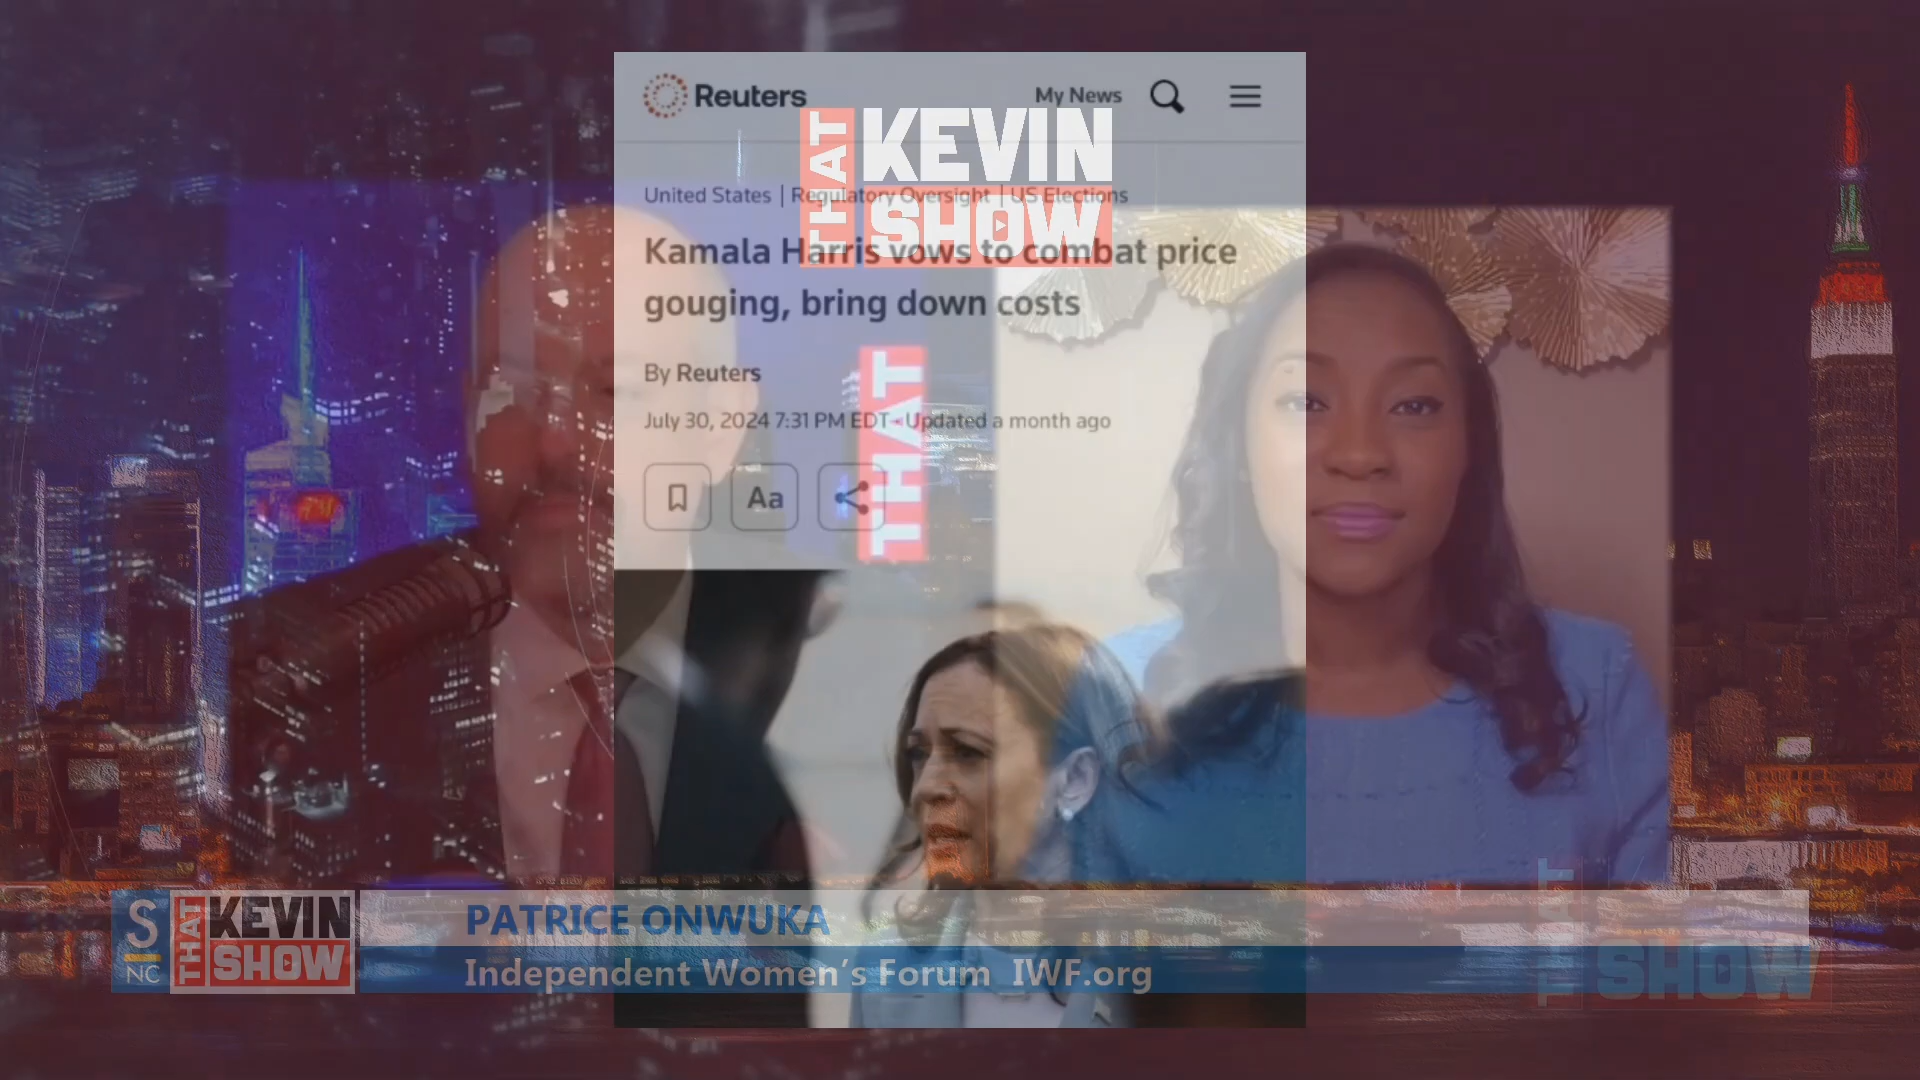 Reuters
My News
THAT KEVIN SHOW
United States | Regulatory Oversight | US Elections
Kamala Harris vows to combat price
gouging, bring down costs
By Reuters
THAT
July 30, 2024 7:31 PM EDT · Updated a month ago
Aa
S
NC
THAT KEVIN SHOW
PATRICE ONWUKA
Independent Women's Forum IWF.org
THAT SHOW